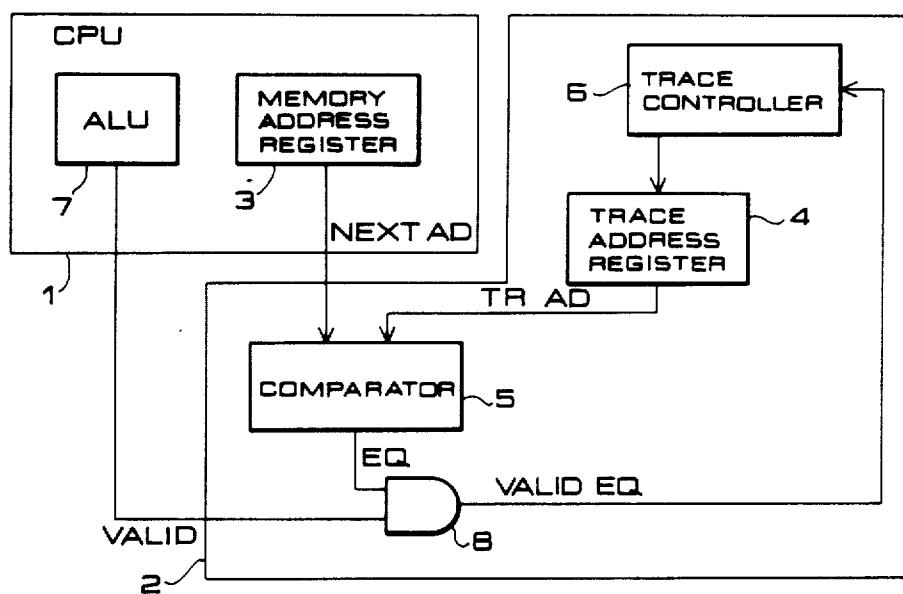 CPU
ALU
7
MEMORY
ADDRESS
REGISTER
3
NEXT AD
1
6
TRACE
CONTROLLER
TRACE
ADDRESS
REGISTER
4
TR AD
COMPARATOR
5
EQ
VALID EQ
VALID
8
2